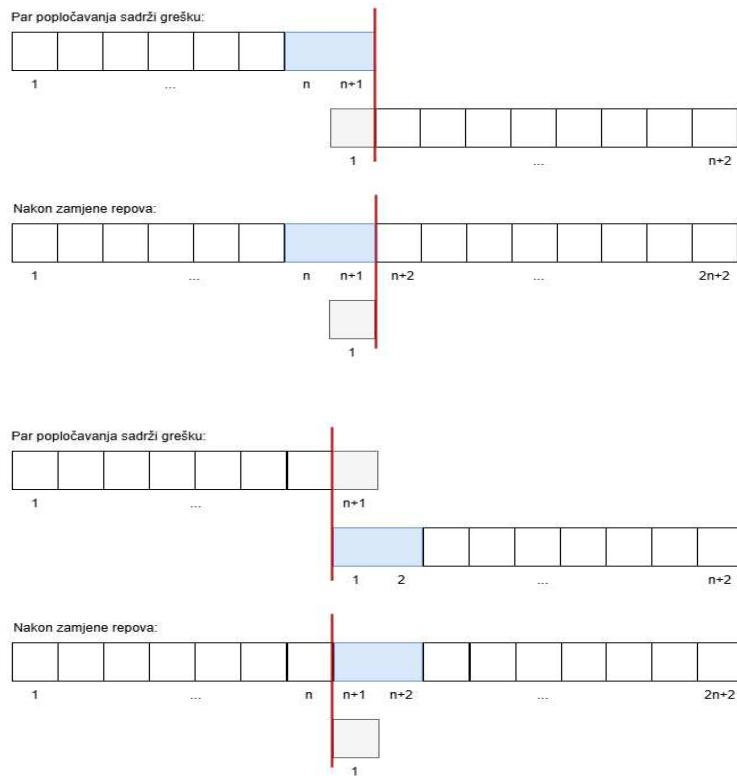 Par popločavanja sadrži grešku:
1 ... n n+1
1 ... n+2
Nakon zamjene repova:
1 ... n n+1 n+2 ... 2n+2
1
Par popločavanja sadrži grešku:
1 ... n+1
1 2 ... n+2
Nakon zamjene repova:
1 ... n n+1 n+2 ... 2n+2
1